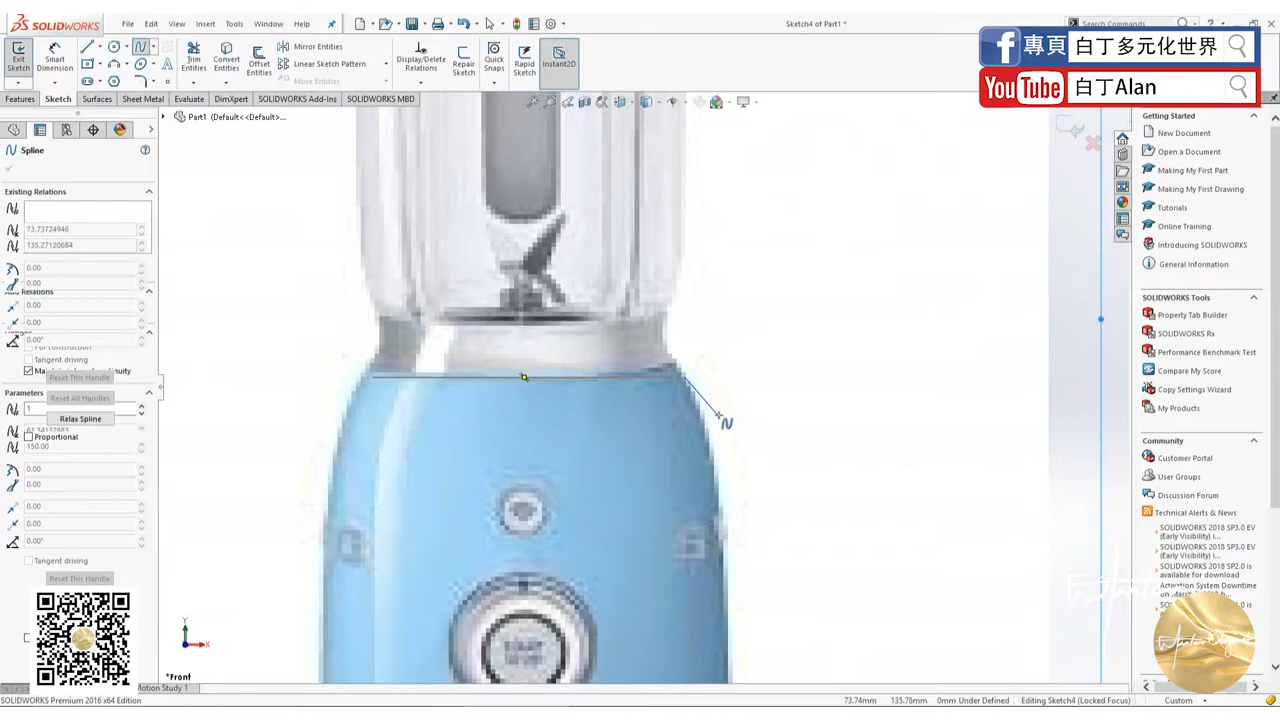 SOLIDWORKS
File Edit View Insert Tools Window Help
Sketch4 of Part1 *
Search Commands
專頁 白丁多元化世界
YouTube 白丁Alan
Exit Sketch
Smart Dimension
Trim Entities
Convert Entities
Offset Entities
Mirror Entities
Linear Sketch Pattern
Move Entities
Display/Delete Relations
Repair Sketch
Quick Snaps
Rapid Sketch
Instant2D
Features Sketch Surfaces Sheet Metal Evaluate DimXpert SOLIDWORKS Add-Ins SOLIDWORKS MBD
Part1 (Default<<Default>...
Spline
Existing Relations
73.73724946
135.27120684
0.00
0.00
Add Relations
0.00
0.00
0.00°
Tangent driving
Reset This Handle
Parameters
Reset All Handles
1
Relax Spline
Proportional
150.00
0.00
0.00
0.00
0.00
0.00°
Tangent driving
Reset This Handle
Y
X
*Front
Motion Study 1
SOLIDWORKS Premium 2016 x64 Edition
73.74mm 135.78mm 0mm Under Defined Editing Sketch4 (Locked Focus) Custom
Getting Started
New Document
Open a Document
Making My First Part
Making My First Drawing
Tutorials
Online Training
Introducing SOLIDWORKS
General Information
SOLIDWORKS Tools
Property Tab Builder
SOLIDWORKS Rx
Performance Benchmark Test
Compare My Score
Copy Settings Wizard
My Products
Community
Customer Portal
User Groups
Discussion Forum
Technical Alerts & News
SOLIDWORKS 2018 SP3.0 EV
(Early Visibility) i...
SOLIDWORKS 2018 SP3.0 EV
(Early Visibility) i...
SOLIDWORKS 2018 SP2.0 is
available for download
Activation System Downtime